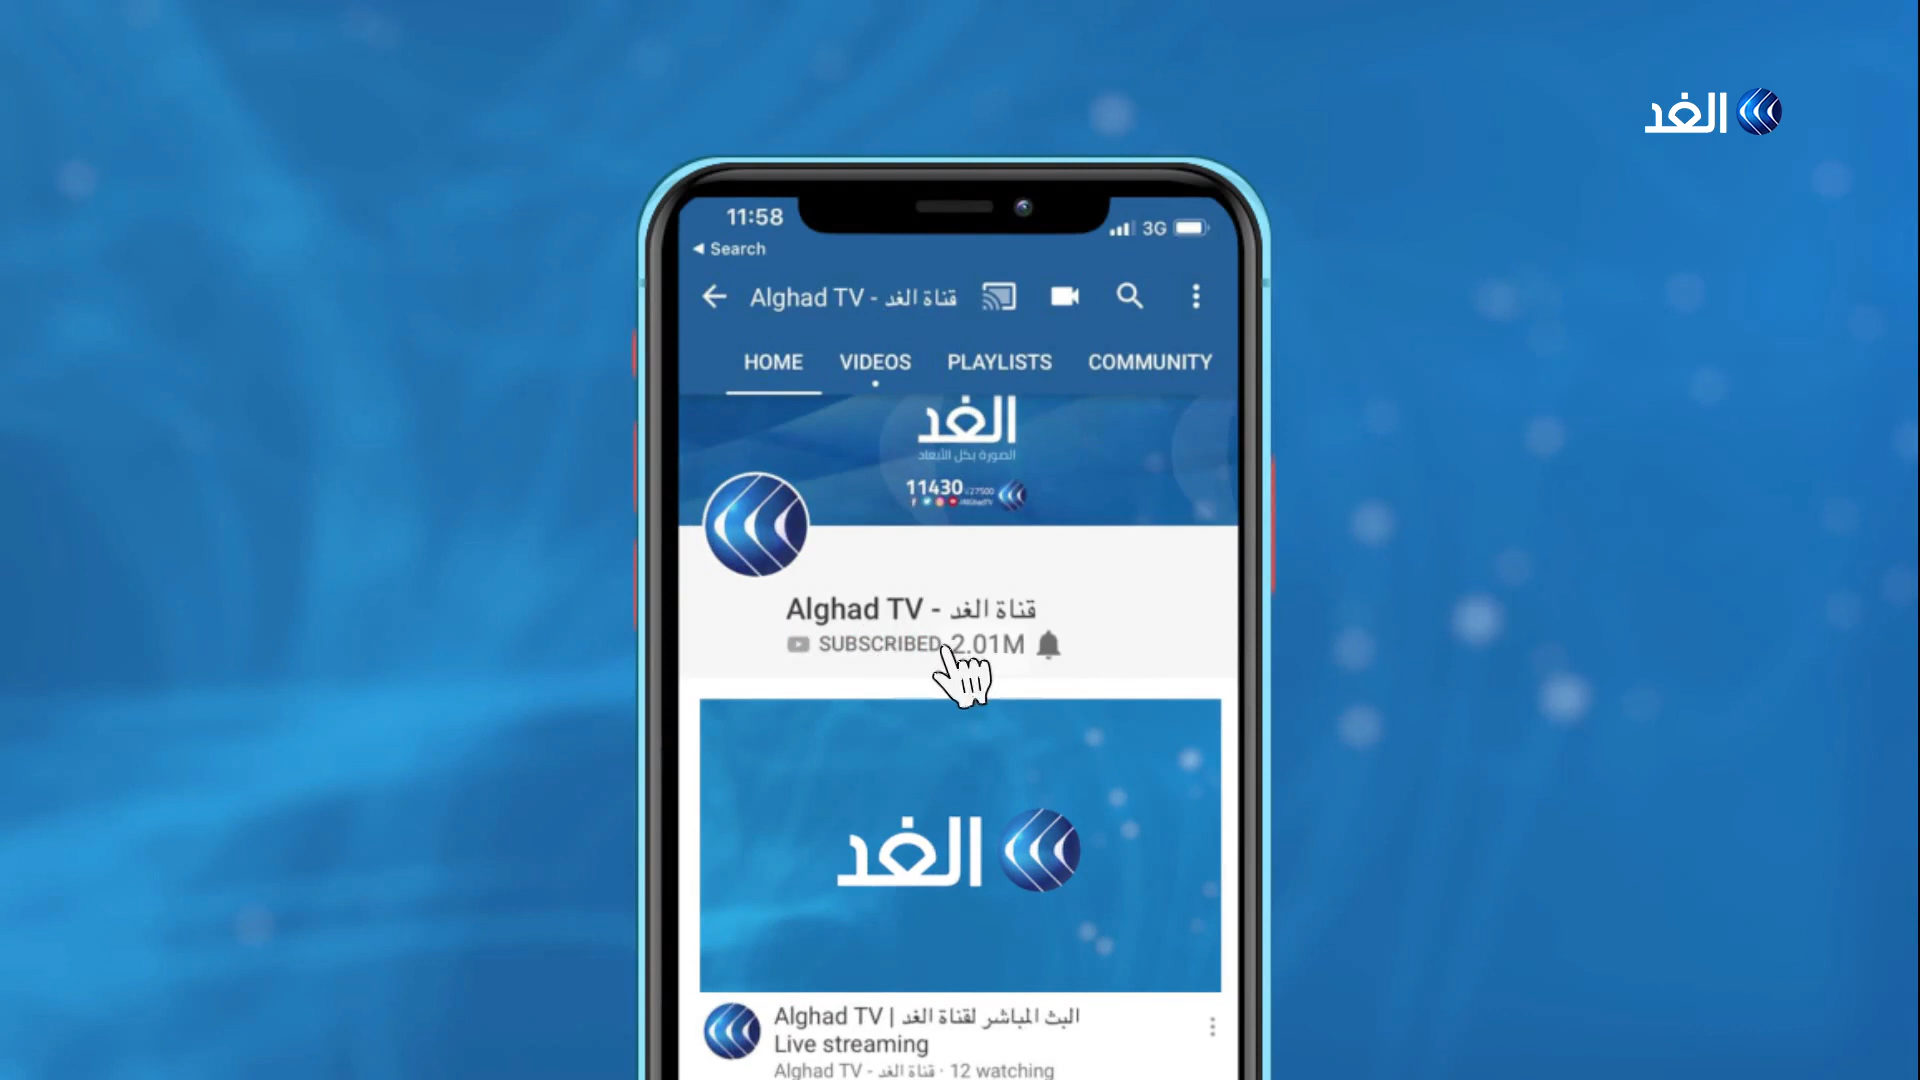 الغد
11:58
3G
◀ Search
Alghad TV - قناة الغد
HOME VIDEOS PLAYLISTS COMMUNITY
الغد
الصورة بكل الأبعاد
11430 27500
Alghad TV - قناة الغد
SUBSCRIBED 2.01M
الغد
Alghad TV | البث المباشر لقناة الغد
Live streaming
Alghad TV - قناة الغد · 12 watching